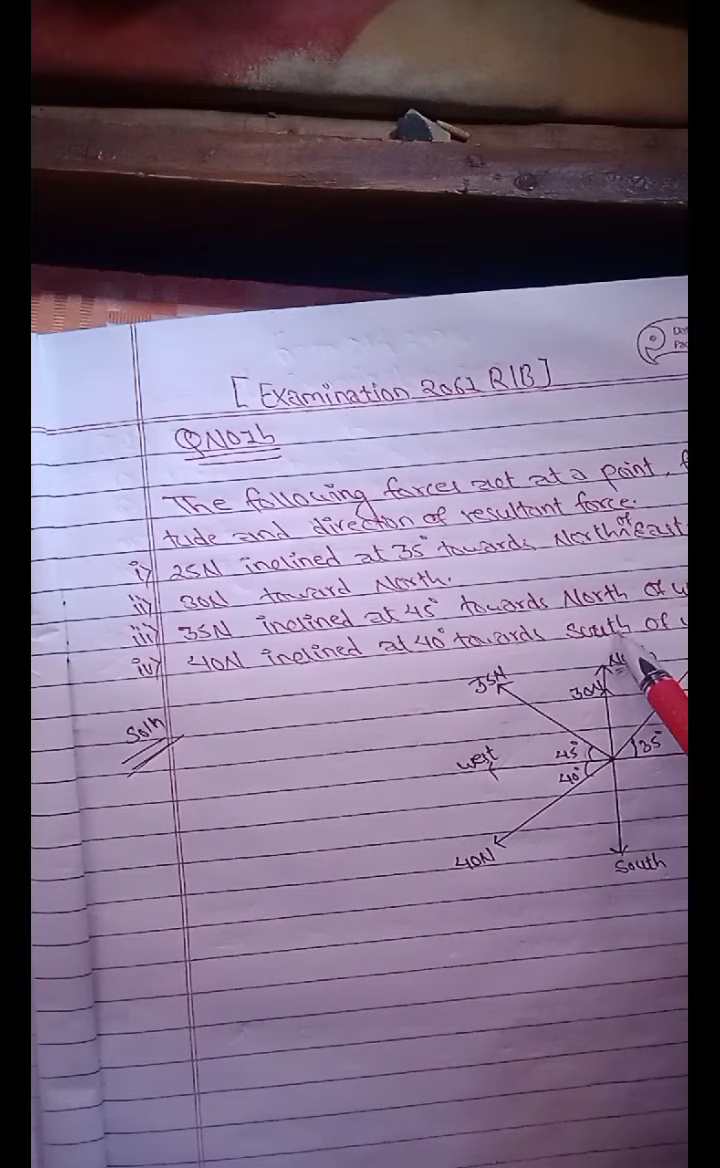 [Examination 2061 R/B]
QNo1b
The following forces act at a point,
tude and direction of resultant force.
i) 25N inclined at 35° towards North of east
ii) 30N toward North.
iii) 35N inclined at 45° towards North of
iv) 40N inclined at 40° towards South of
Soln
35N
30N
west
45°
35°
40°
40N
South